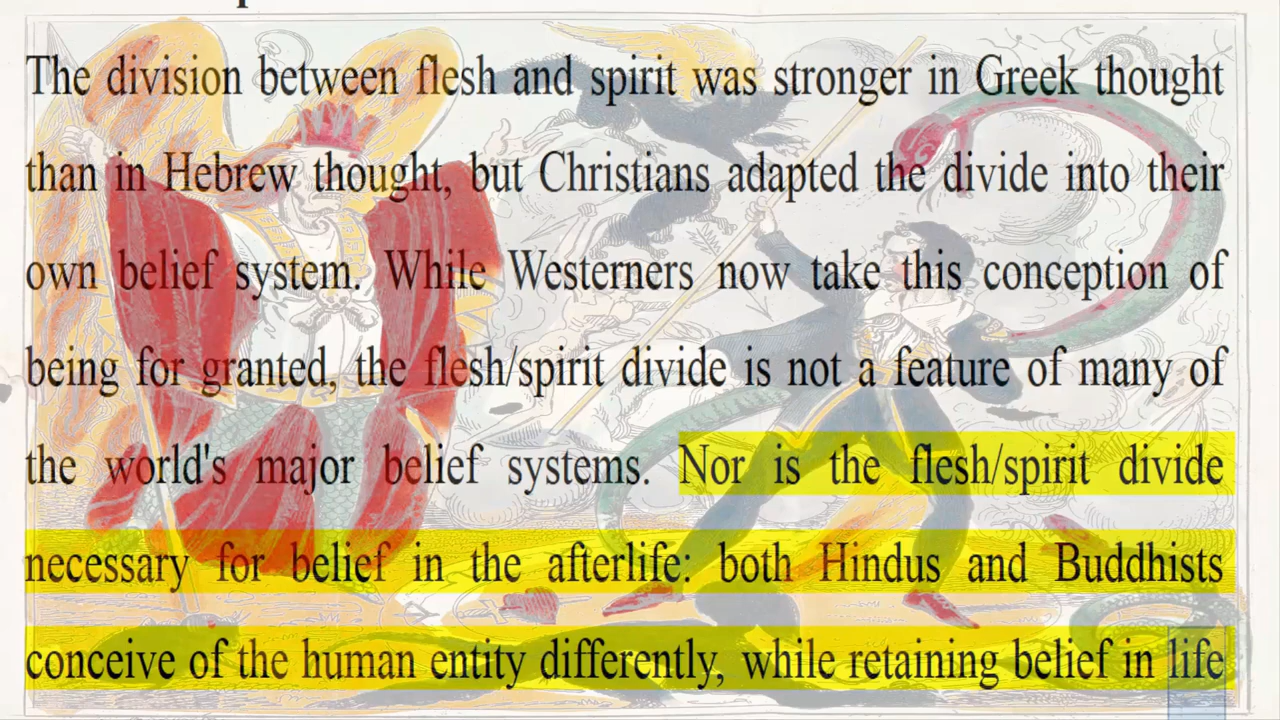 The division between flesh and spirit was stronger in Greek thought
than in Hebrew thought, but Christians adapted the divide into their
own belief system. While Westerners now take this conception of
being for granted, the flesh/spirit divide is not a feature of many of
the world's major belief systems. Nor is the flesh/spirit divide
necessary for belief in the afterlife: both Hindus and Buddhists
conceive of the human entity differently, while retaining belief in life